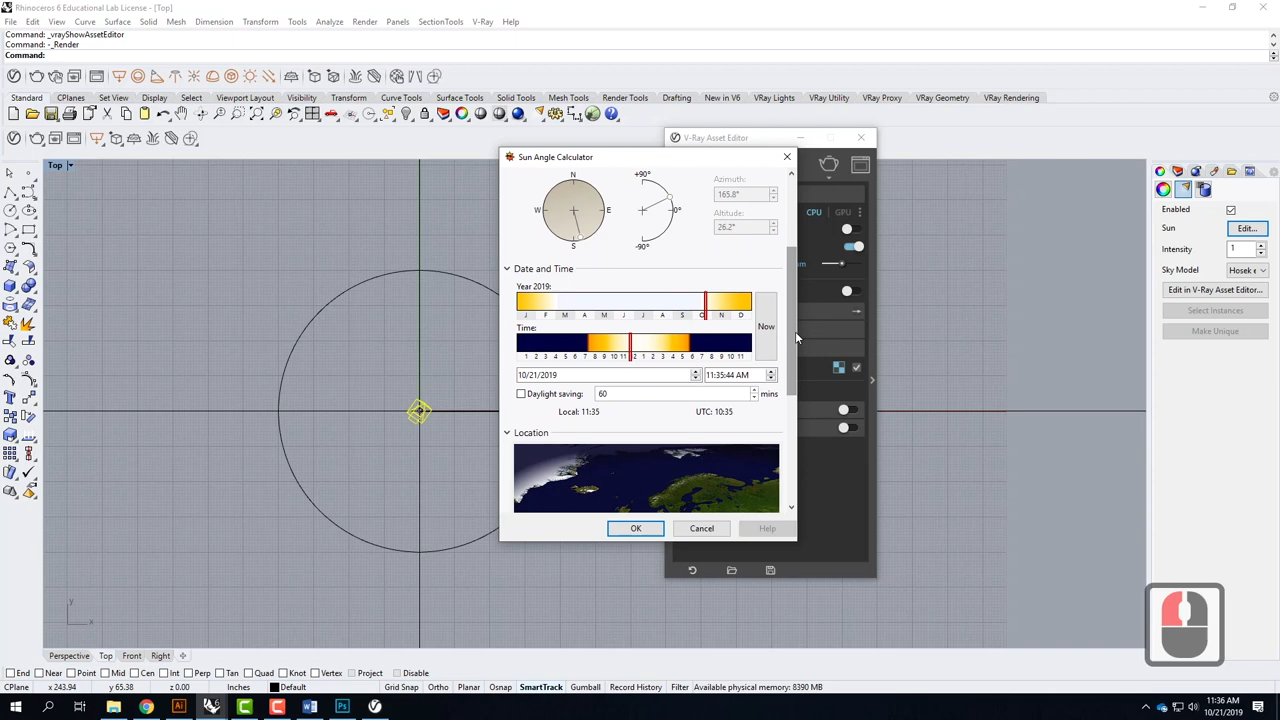 Rhinoceros 6 Educational Lab License - [Top]
File Edit View Curve Surface Solid Mesh Dimension Transform Tools Analyze Render Panels SectionTools V-Ray Help
Command: _vrayShowAssetEditor
Command: -_Render
Command:
Standard CPlanes Set View Display Select Viewport Layout Visibility Transform Curve Tools Surface Tools Solid Tools Mesh Tools Render Tools Drafting New in V6 VRay Lights VRay Utility VRay Proxy VRay Geometry VRay Rendering
V-Ray Asset Editor
Top
Sun Angle Calculator
N
W E
S
+90°
0°
-90°
Azimuth:
165.8°
Altitude:
26.2°
CPU GPU
Date and Time
Year 2019:
J F M A M J J A S O N D
Time:
1 2 3 4 5 6 7 8 9 10 11 2 1 2 3 4 5 6 7 8 9 10 11
Now
10/21/2019 11:35:44 AM
Daylight saving: 60 mins
Local: 11:35 UTC: 10:35
Location
OK Cancel Help
Enabled
Sun Edit...
Intensity 1
Sky Model Hosek e
Edit in V-Ray Asset Editor...
Select Instances
Make Unique
y
x
Perspective Top Front Right
End Near Point Mid Cen Int Perp Tan Quad Knot Vertex Project Disable
CPlane x 243.94 y 65.38 z 0.00 Inches Default Grid Snap Ortho Planar Osnap SmartTrack Gumball Record History Filter Available physical memory: 8390 MB
11:36 AM
10/21/2019